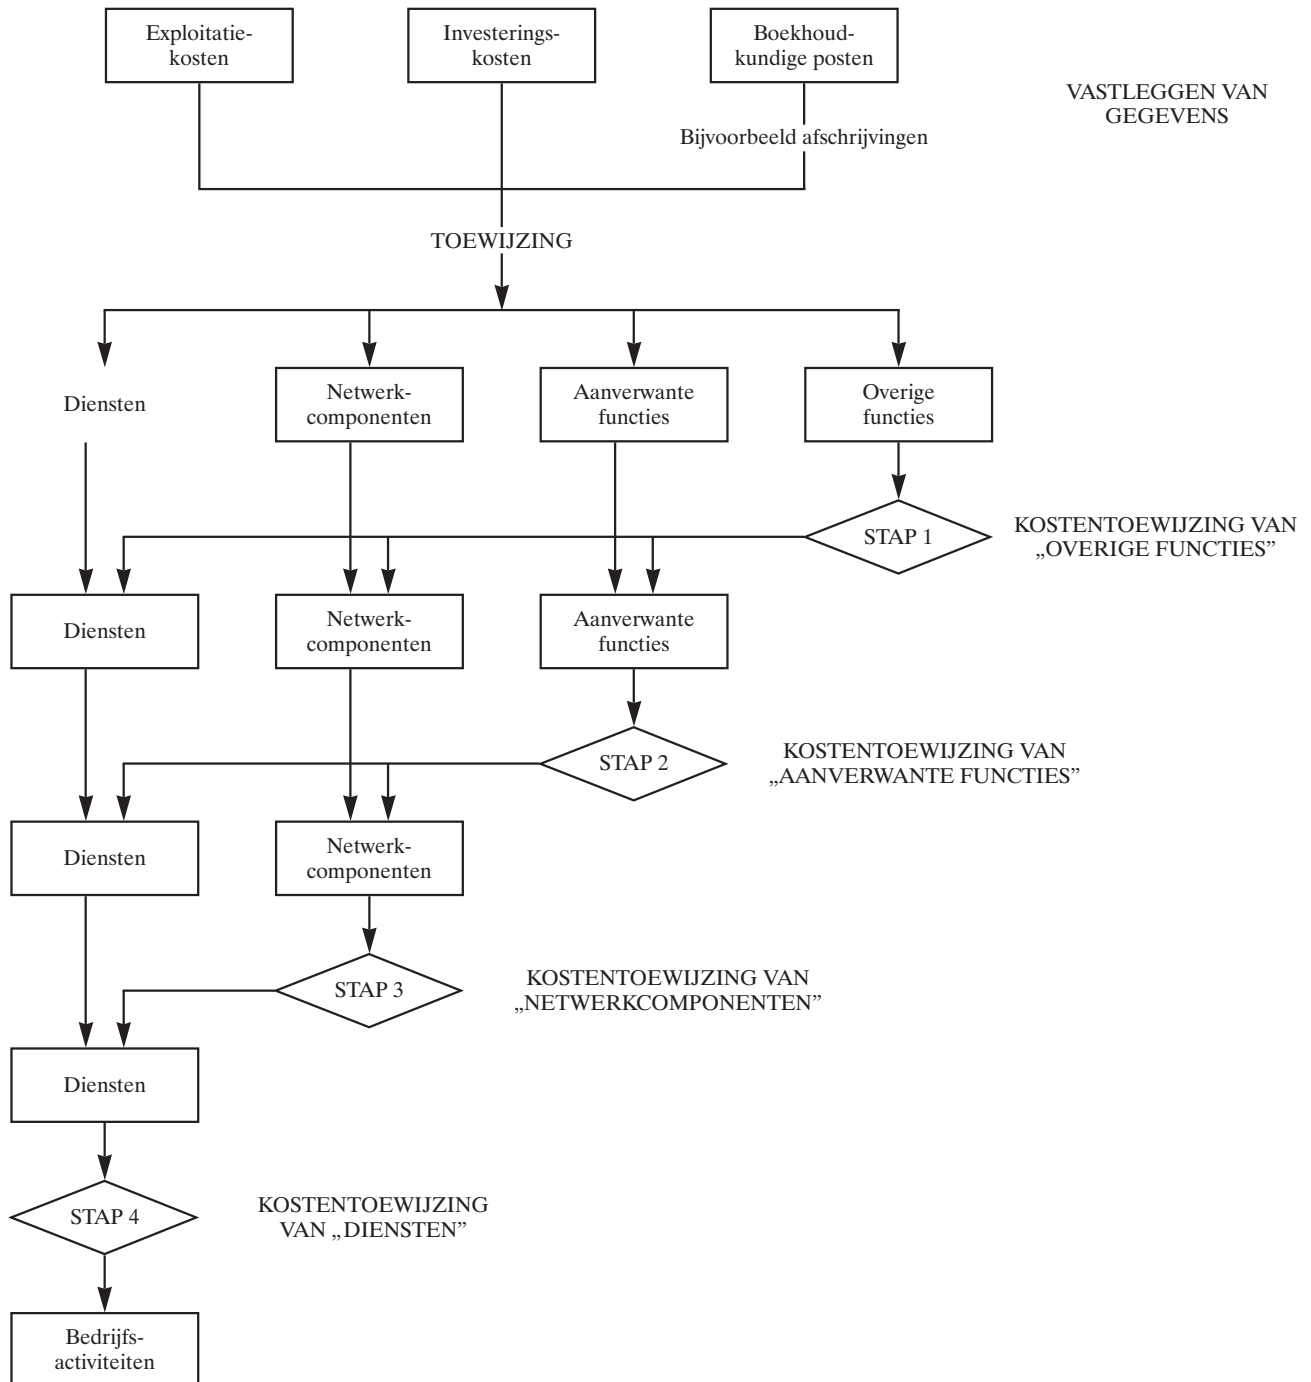 Exploitatie-
kosten
Investerings-
kosten
Boekhoud-
kundige posten
VASTLEGGEN VAN
GEGEVENS
Bijvoorbeeld afschrijvingen
TOEWIJZING
Diensten
Netwerk-
componenten
Aanverwante
functies
Overige
functies
STAP 1
KOSTENTOEWIJZING VAN
„OVERIGE FUNCTIES”
Diensten
Netwerk-
componenten
Aanverwante
functies
STAP 2
KOSTENTOEWIJZING VAN
„AANVERWANTE FUNCTIES”
Diensten
Netwerk-
componenten
STAP 3
KOSTENTOEWIJZING VAN
„NETWERKCOMPONENTEN”
Diensten
STAP 4
KOSTENTOEWIJZING
VAN „DIENSTEN”
Bedrijfs-
activiteiten